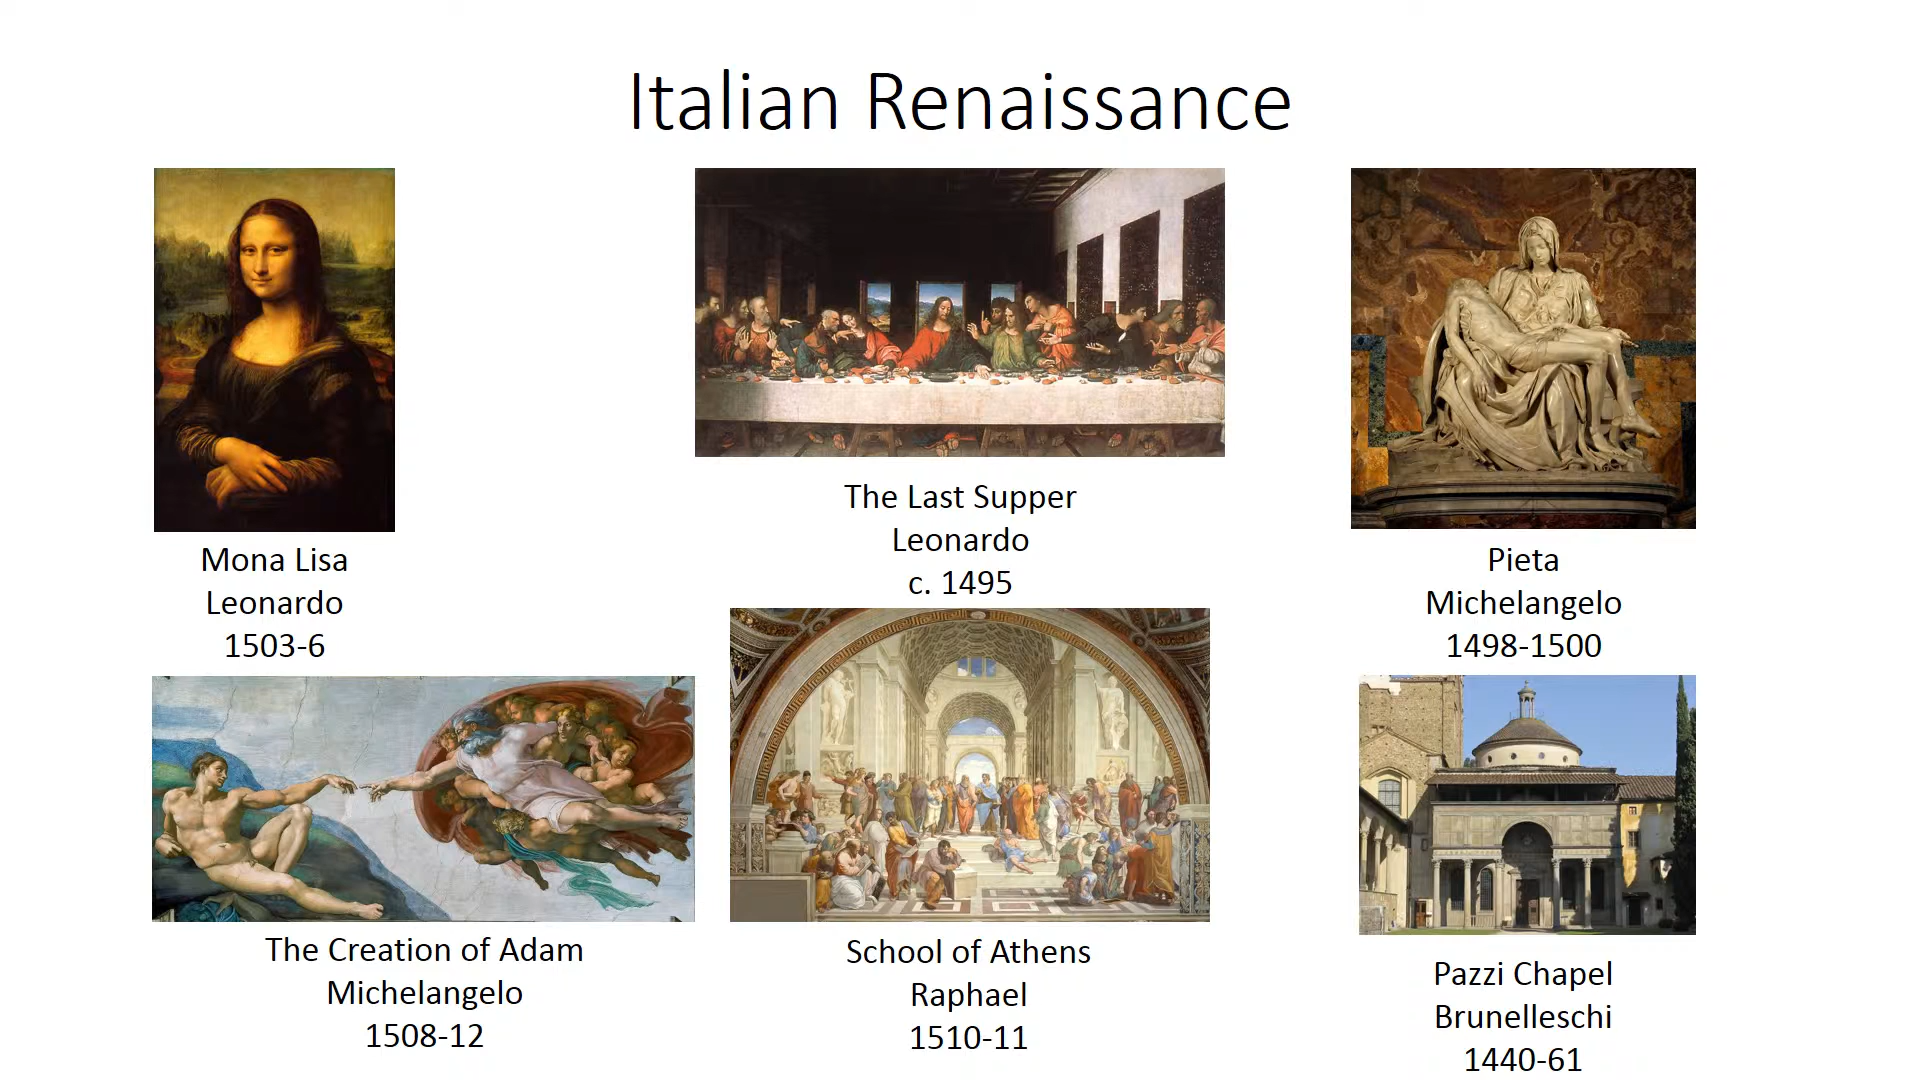 Italian Renaissance
Mona Lisa
Leonardo
1503-6
The Last Supper
Leonardo
c. 1495
Pieta
Michelangelo
1498-1500
The Creation of Adam
Michelangelo
1508-12
School of Athens
Raphael
1510-11
Pazzi Chapel
Brunelleschi
1440-61